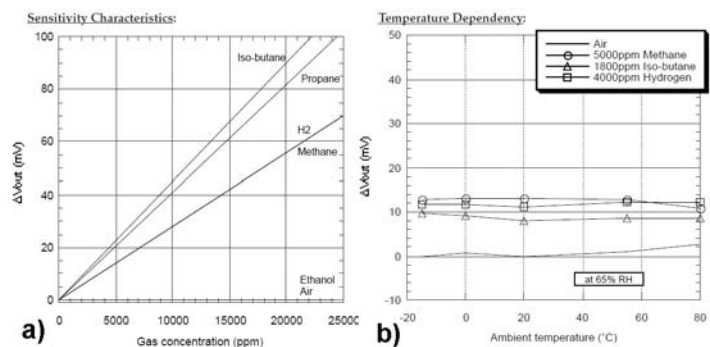 Sensitivity Characteristics:
100
80
60
40
20
0
ΔVout (mV)
Iso-butane
Propane
H2
Methane
Ethanol
Air
0 5000 10000 15000 20000 25000
Gas concentration (ppm)
a)
Temperature Dependency:
50
40
30
20
10
0
-10
ΔVout (mV)
Air
5000ppm Methane
1800ppm Iso-butane
4000ppm Hydrogen
at 65% RH
-20 0 20 40 60 80
Ambient temperature (°C)
b)